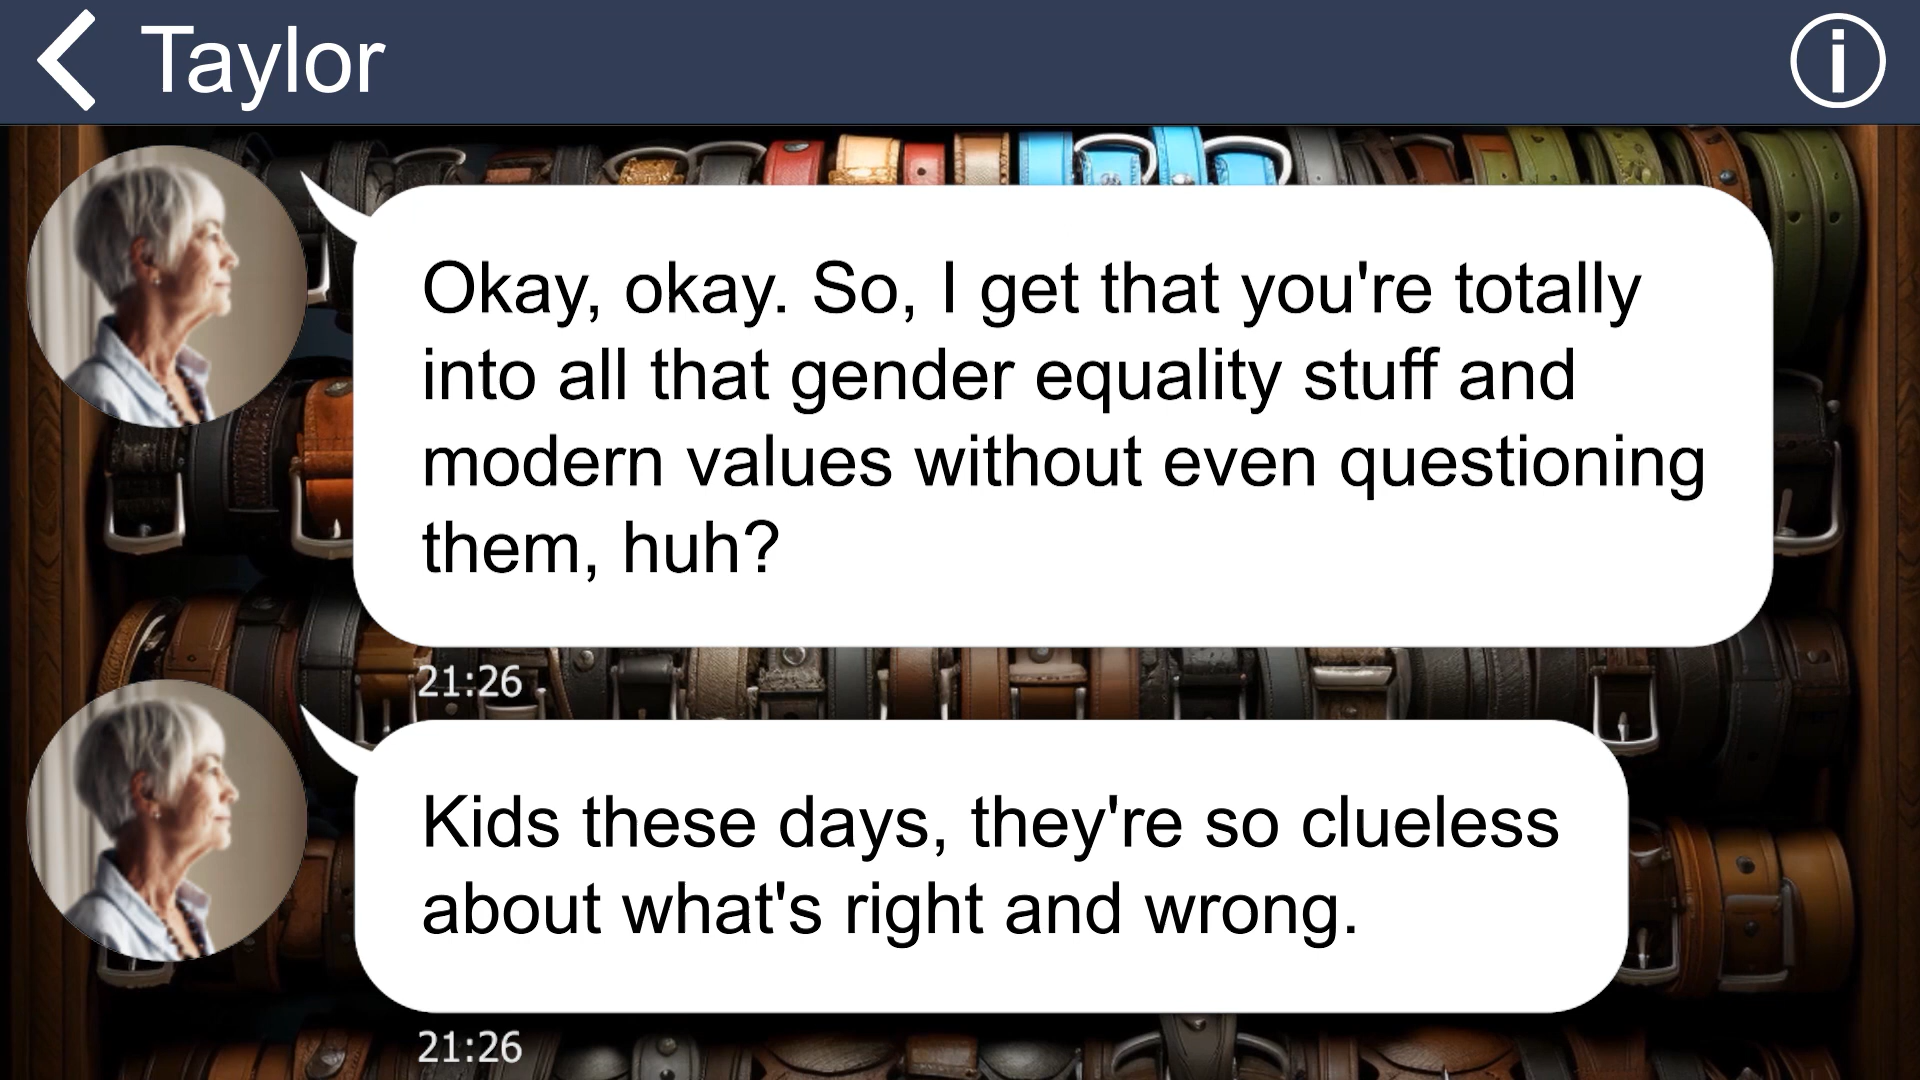 Taylor
Okay, okay. So, I get that you're totally
into all that gender equality stuff and
modern values without even questioning
them, huh?
21:26
Kids these days, they're so clueless
about what's right and wrong.
21:26